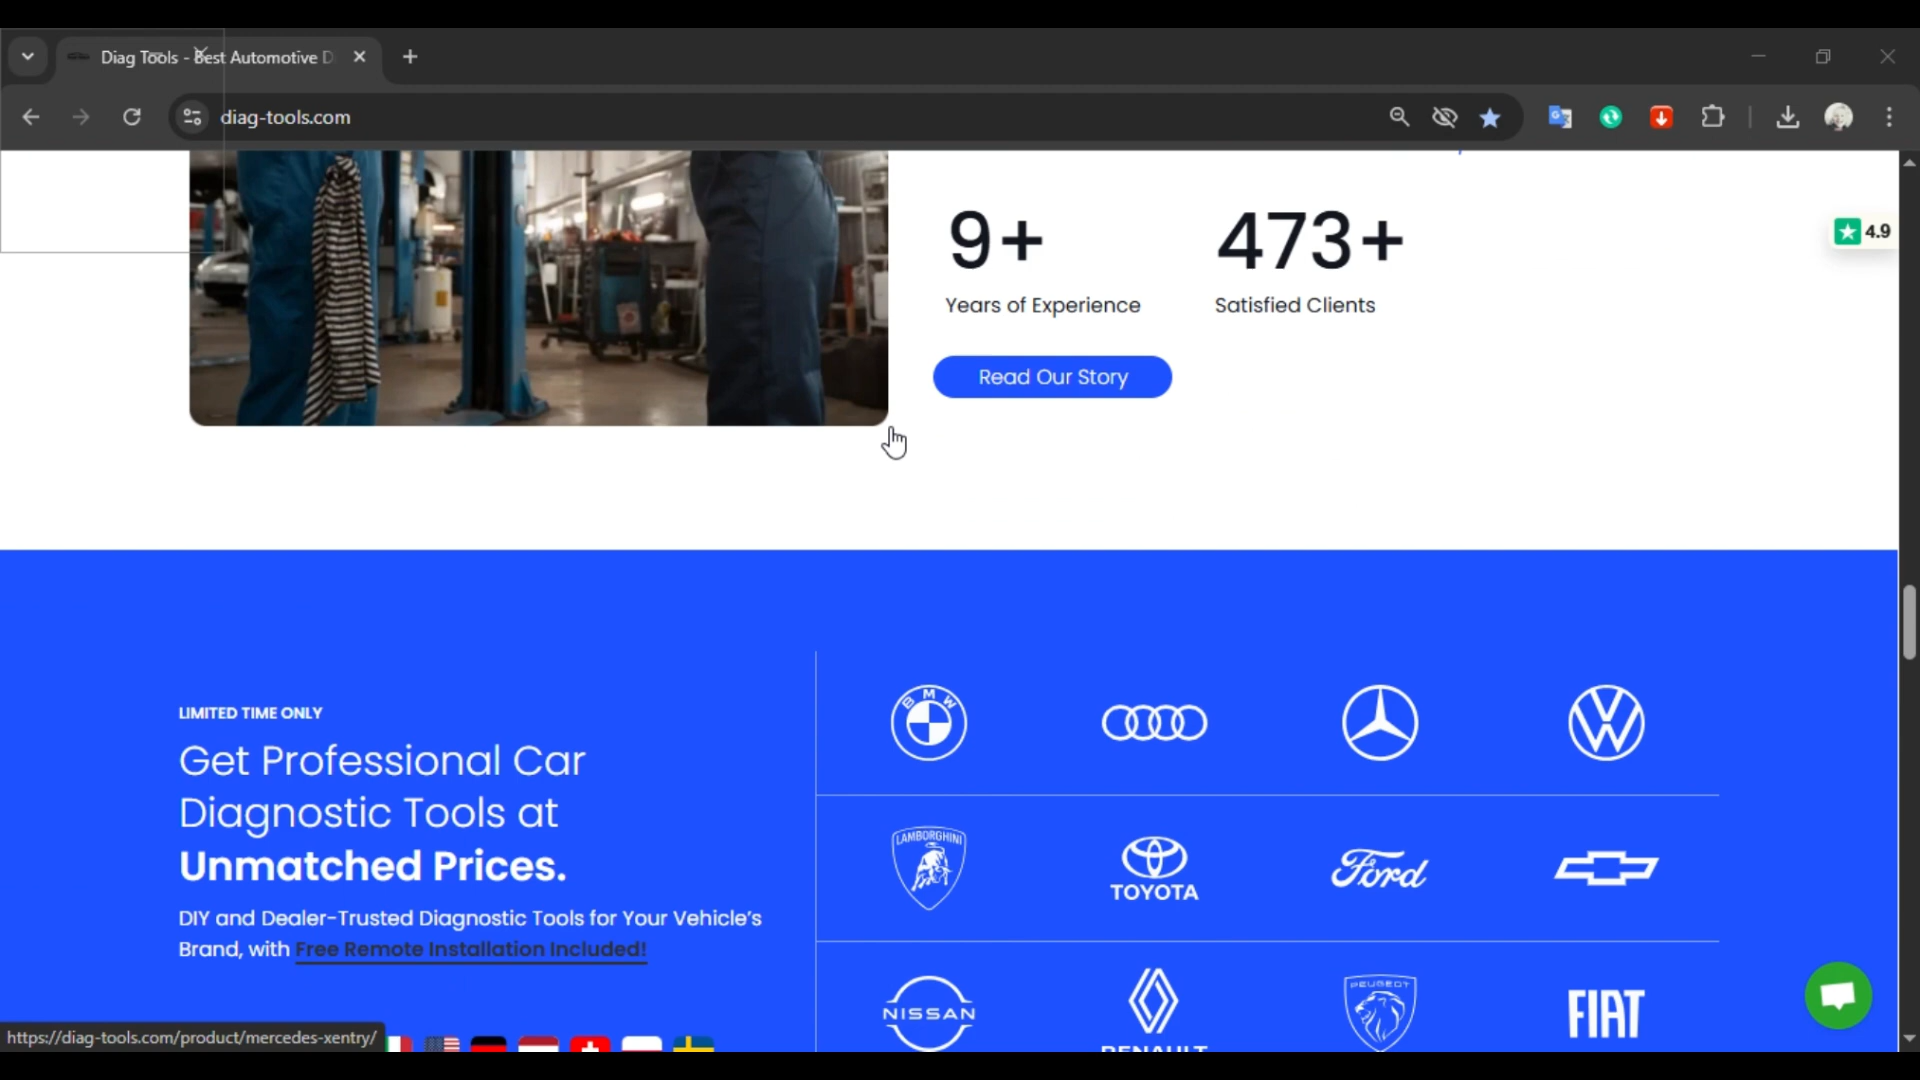 Diag Tools - Best Automotive D
diag-tools.com
9+
473+
4.9
Years of Experience
Satisfied Clients
Read Our Story
LIMITED TIME ONLY
Get Professional Car
Diagnostic Tools at
Unmatched Prices.
DIY and Dealer-Trusted Diagnostic Tools for Your Vehicle's
Brand, with Free Remote Installation Included!
BMW
LAMBORGHINI
TOYOTA
Ford
NISSAN
RENAULT
PEUGEOT
FIAT
https://diag-tools.com/product/mercedes-xentry/